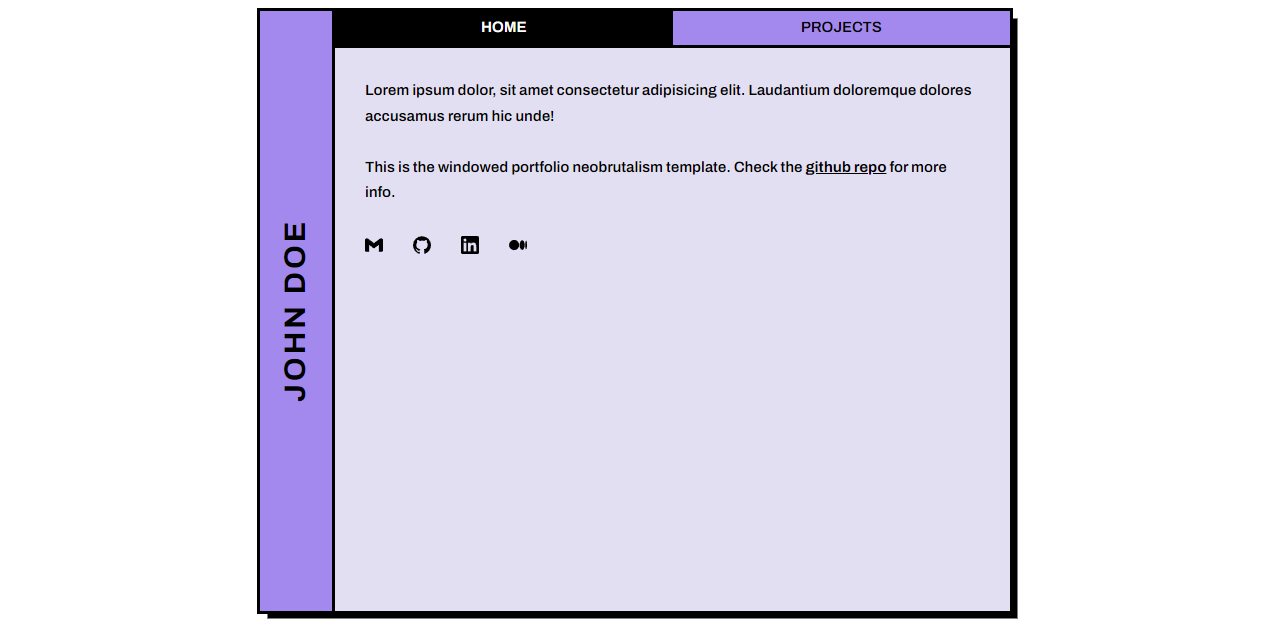 JOHN DOE
HOME
PROJECTS
Lorem ipsum dolor, sit amet consectetur adipisicing elit. Laudantium doloremque dolores
accusamus rerum hic unde!
This is the windowed portfolio neobrutalism template. Check the github repo for more
info.